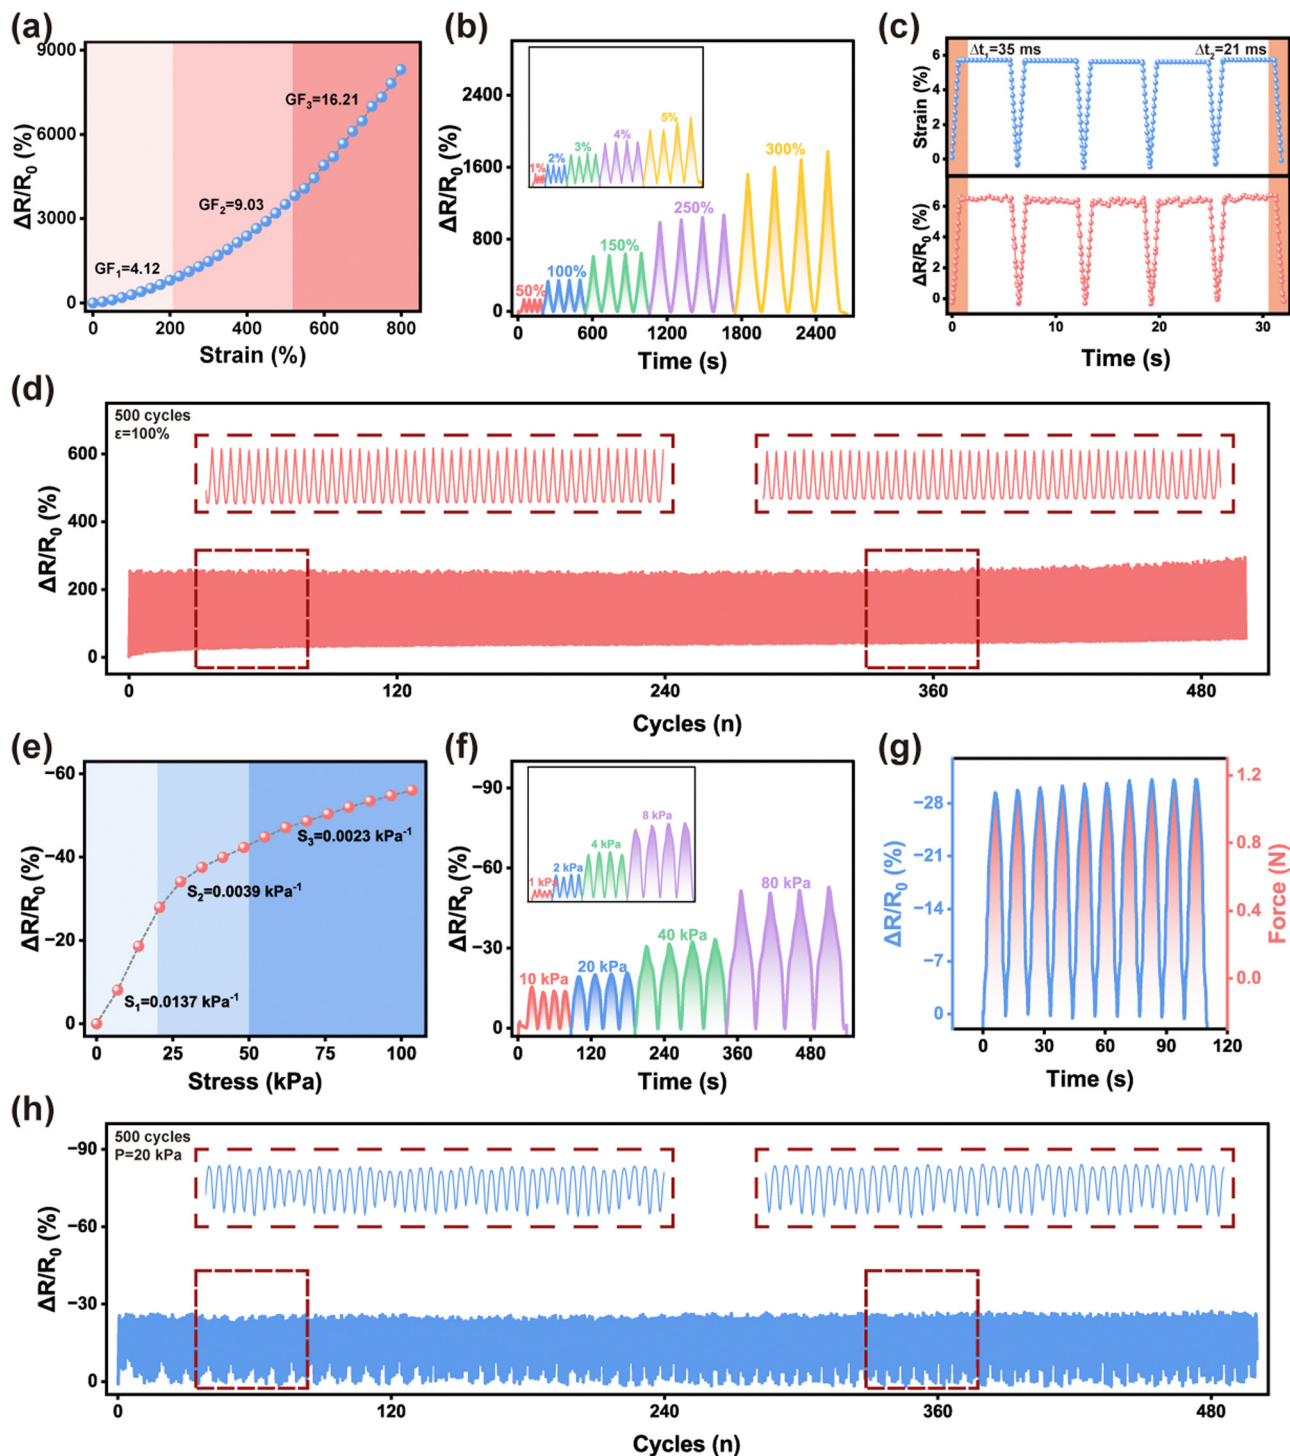 (a)
9000
6000
3000
0
ΔR/R₀ (%)
GF₁=4.12
GF₂=9.03
GF₃=16.21
0 200 400 600 800
Strain (%)
(b)
2400
1600
800
0
ΔR/R₀ (%)
1%
2%
3%
4%
5%
50%
100%
150%
250%
300%
600 1200 1800 2400
0
Time (s)
(c)
Δt₁=35 ms
Δt₂=21 ms
6
4
2
0
Strain (%)
6
4
2
0
ΔR/R₀ (%)
0 10 20 30
Time (s)
(d)
500 cycles
ε=100%
600
400
200
0
ΔR/R₀ (%)
0 120 240 360 480
Cycles (n)
(e)
−60
−40
−20
0
ΔR/R₀ (%)
S₁=0.0137 kPa⁻¹
S₂=0.0039 kPa⁻¹
S₃=0.0023 kPa⁻¹
0 25 50 75 100
Stress (kPa)
(f)
−90
−60
−30
0
ΔR/R₀ (%)
1 kPa
2 kPa
4 kPa
8 kPa
10 kPa
20 kPa
40 kPa
80 kPa
0 120 240 360 480
Time (s)
(g)
−28
−21
−14
−7
0
ΔR/R₀ (%)
1.2
0.8
0.4
0.0
Force (N)
0 30 60 90 120
Time (s)
(h)
500 cycles
P=20 kPa
−90
−60
−30
0
ΔR/R₀ (%)
0 120 240 360 480
Cycles (n)